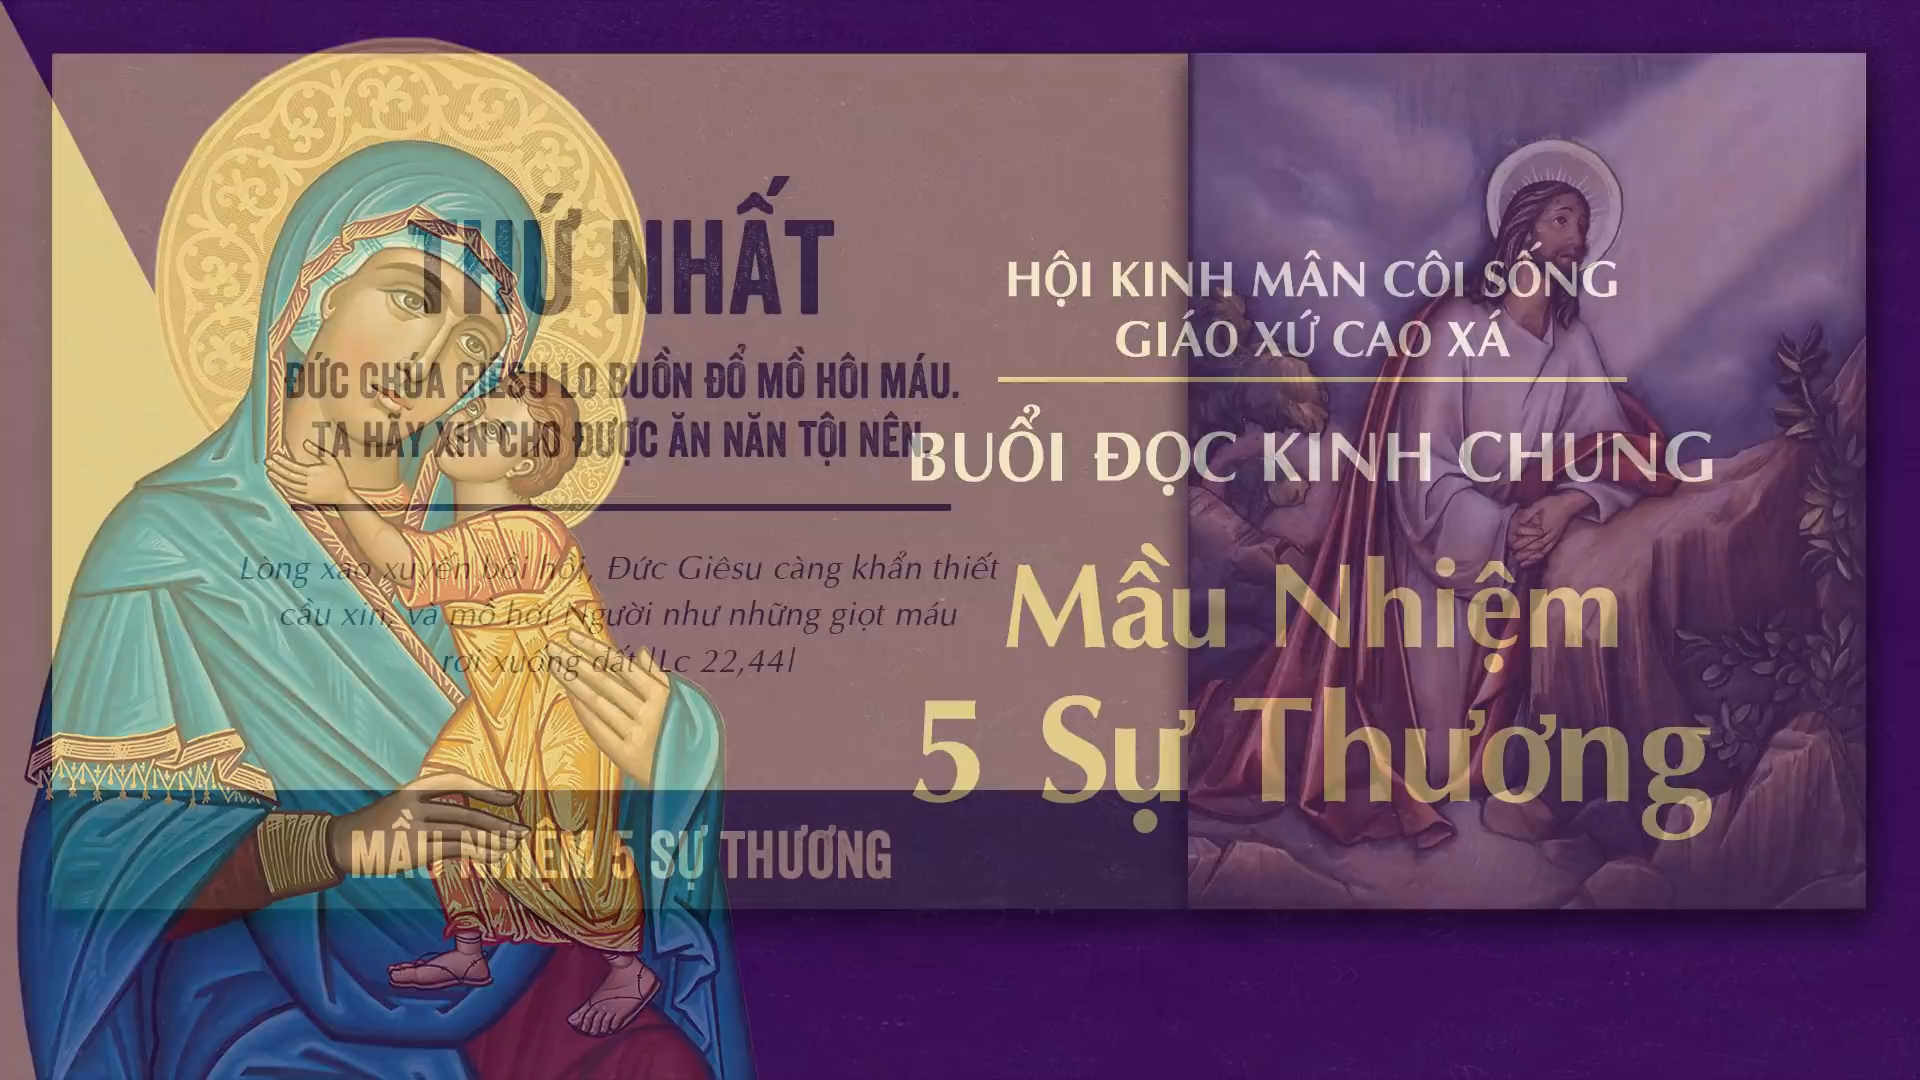 THỨ NHẤT
ĐỨC CHÚA GIÊSU LO BUỒN ĐỔ MỒ HÔI MÁU.
TA HÃY XIN CHO ĐƯỢC ĂN NĂN TỘI NÊN.
Lòng xao xuyến bồi hồi, Đức Giêsu càng khẩn thiết
cầu xin, và mồ hôi Người như những giọt máu
rơi xuống đất |Lc 22,44|
MẦU NHIỆM 5 SỰ THƯƠNG
HỘI KINH MÂN CÔI SỐNG
GIÁO XỨ CAO XÁ
BUỔI ĐỌC KINH CHUNG
Mầu Nhiệm
5 Sự Thương